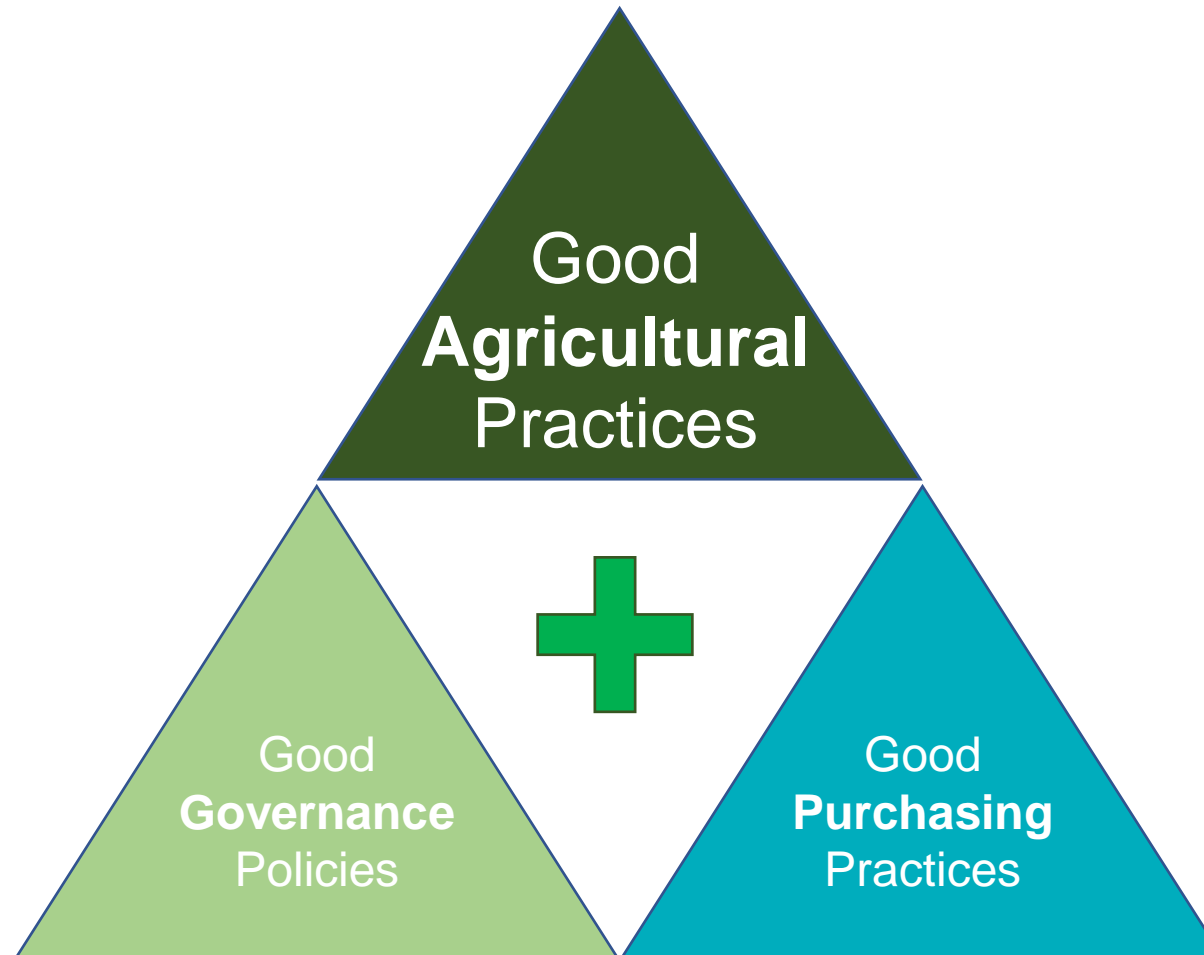 Good
Agricultural
Practices
Good
Governance
Policies
Good
Purchasing
Practices